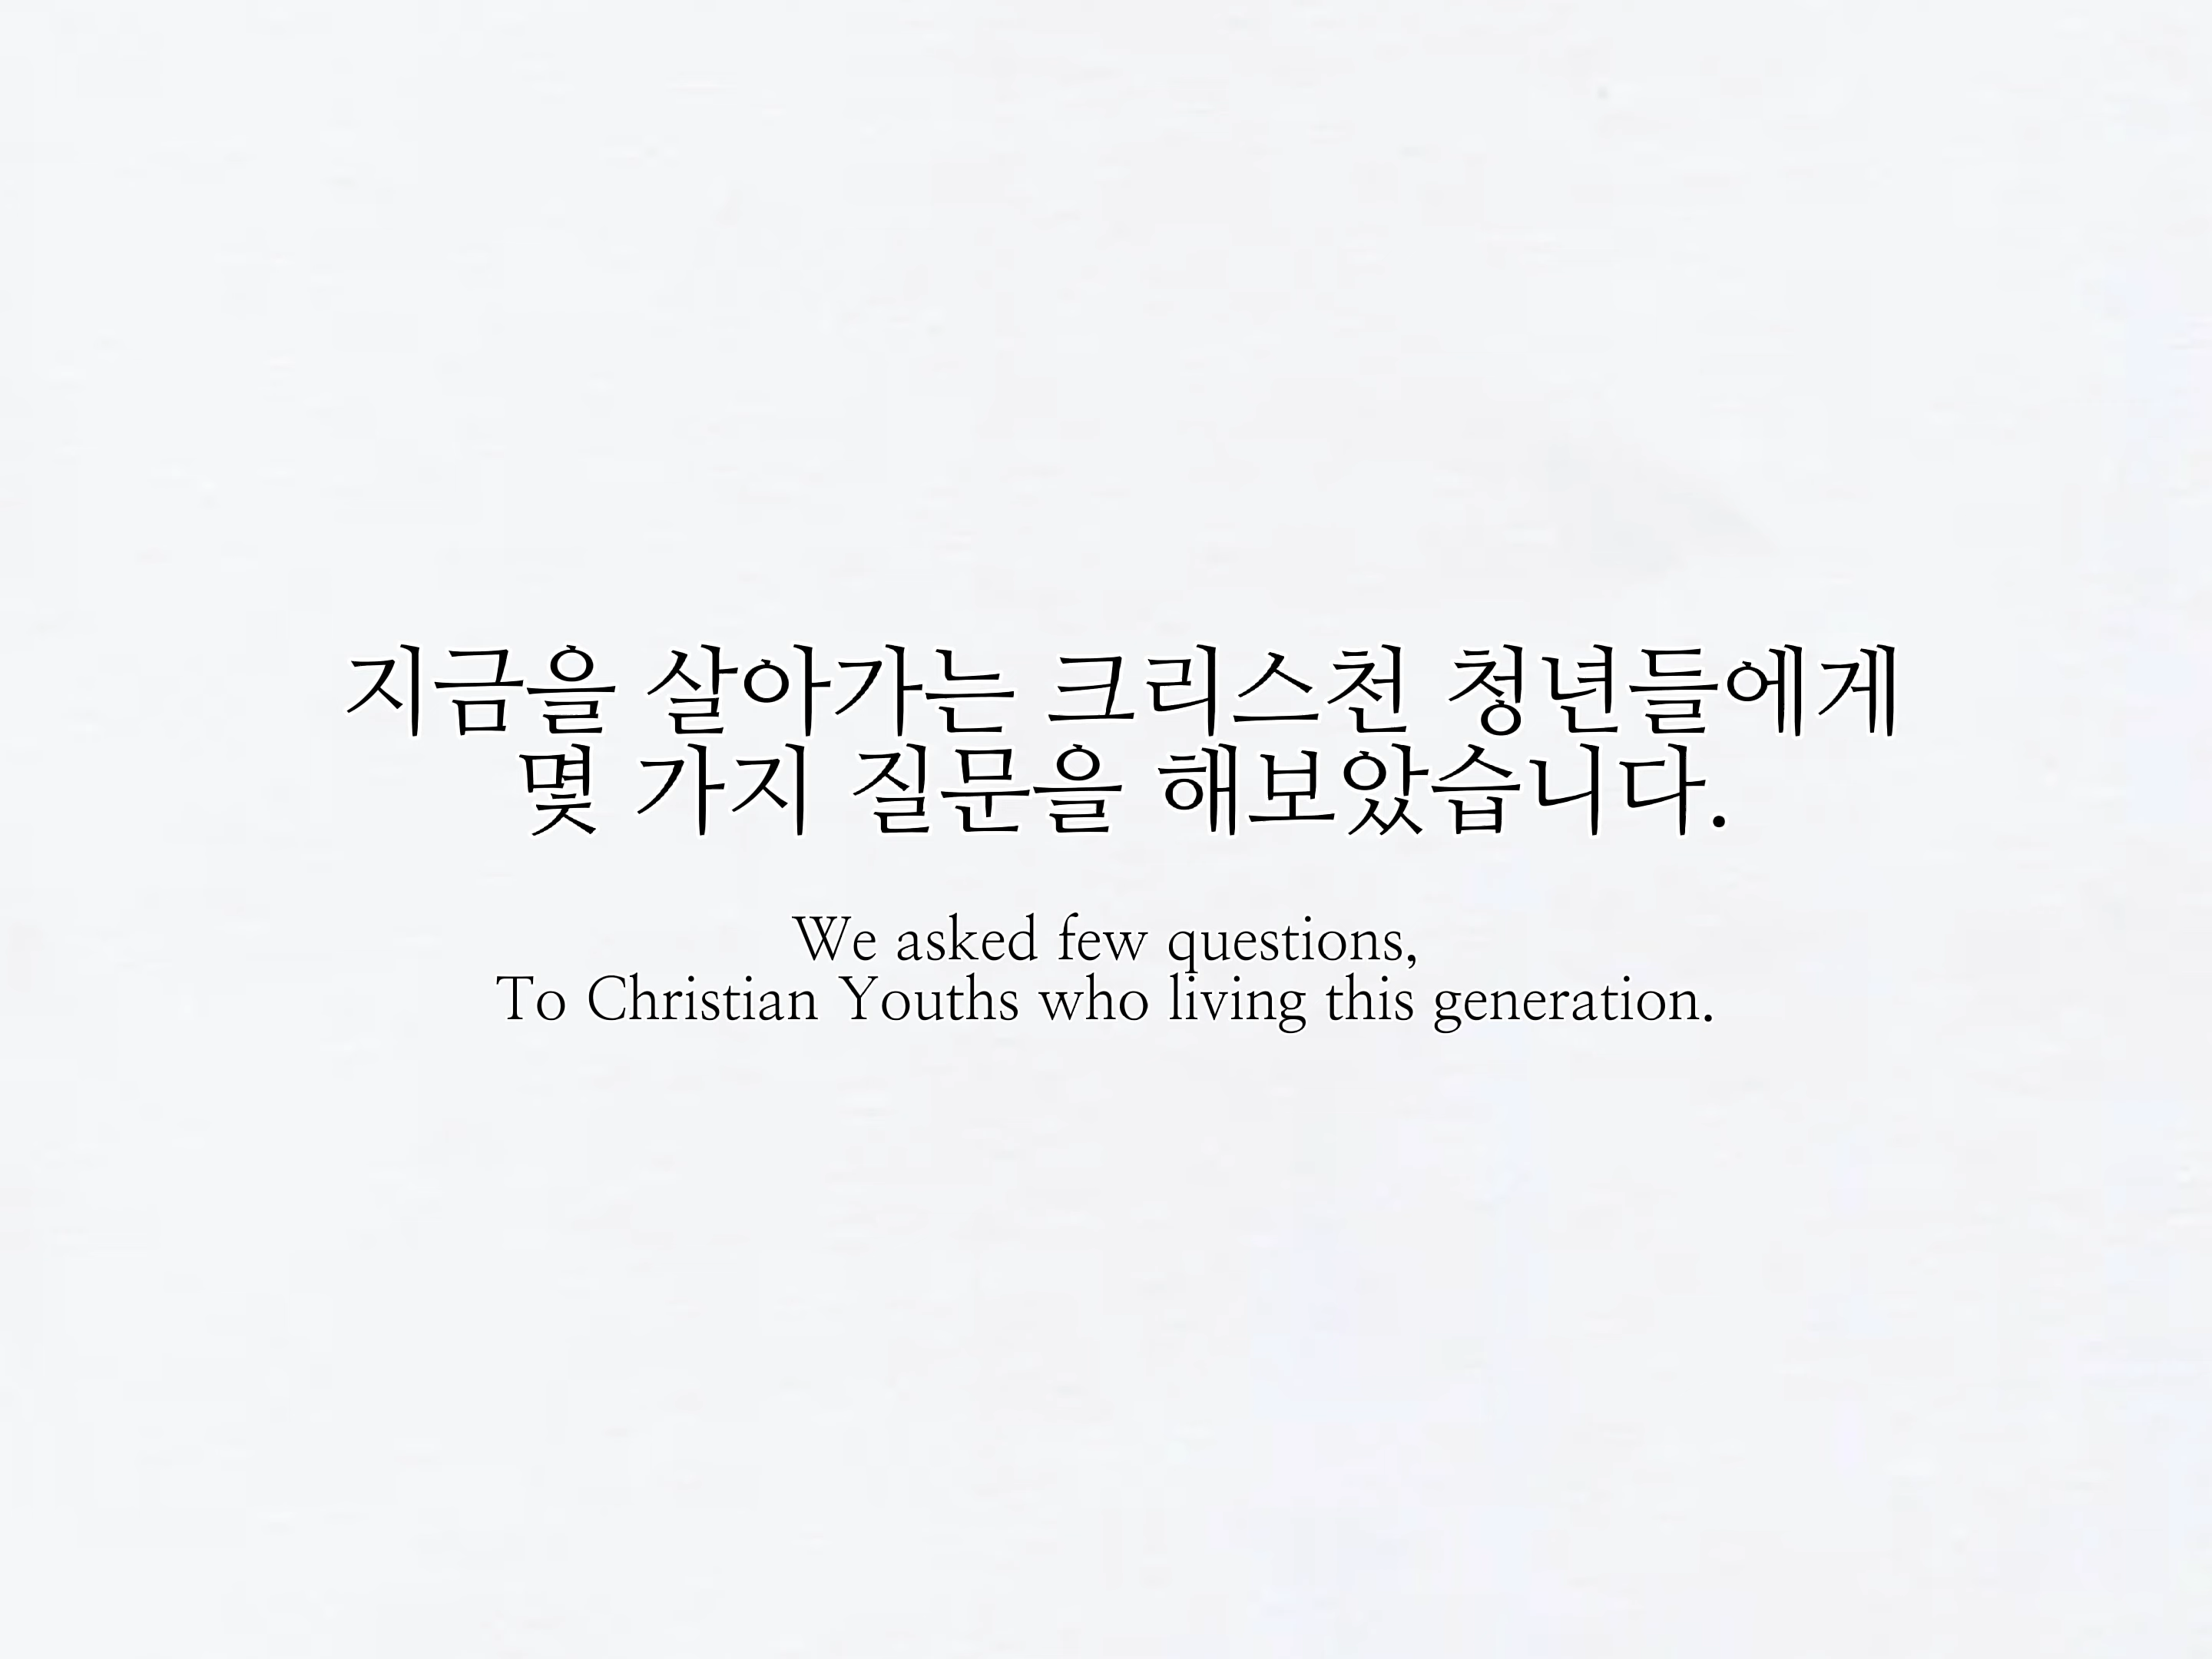 지금을 살아가는 크리스천 청년들에게
몇 가지 질문을 해보았습니다.
We asked few questions,
To Christian Youths who living this generation.